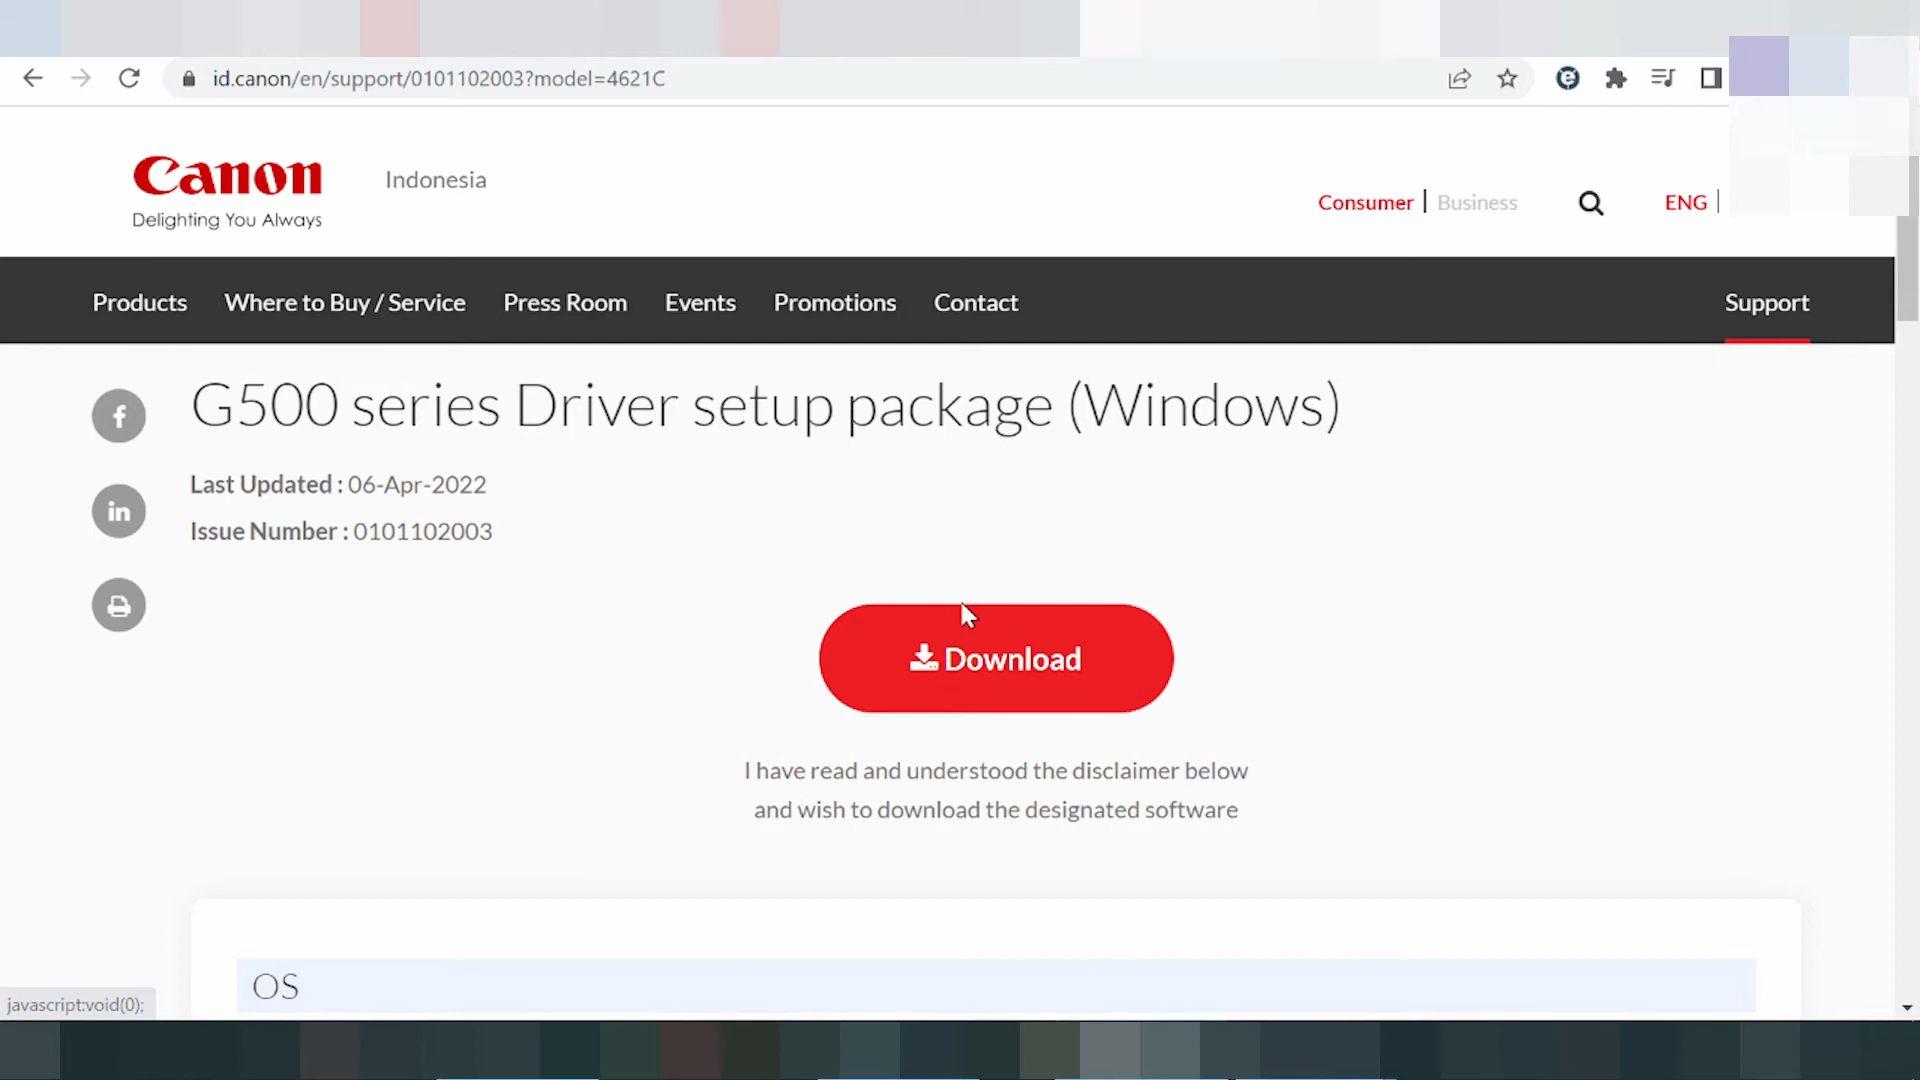 id.canon/en/support/0101102003?model=4621C
Canon
Delighting You Always
Indonesia
Consumer | Business
ENG |
Products Where to Buy / Service Press Room Events Promotions Contact Support
G500 series Driver setup package (Windows)
Last Updated : 06-Apr-2022
Issue Number : 0101102003
Download
I have read and understood the disclaimer below
and wish to download the designated software
OS
javascript:void(0);